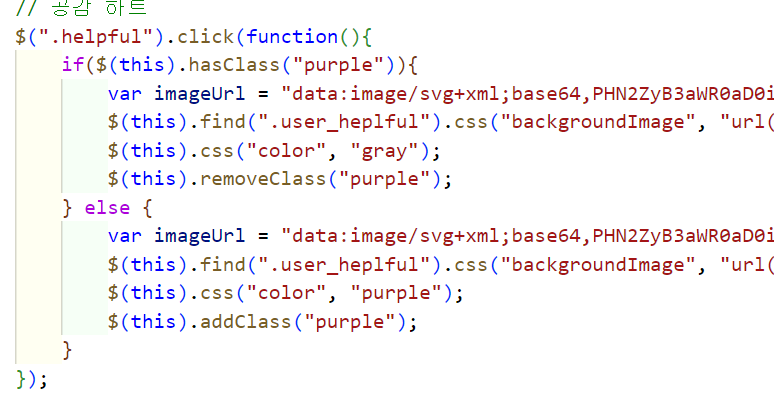 // 공감 하트
$(".helpful").click(function(){
if($(this).hasClass("purple")){
var imageUrl = "data:image/svg+xml;base64,PHN2ZyB3aWR0aD0i
$(this).find(".user_heplful").css("backgroundImage", "url(
$(this).css("color", "gray");
$(this).removeClass("purple");
} else {
var imageUrl = "data:image/svg+xml;base64,PHN2ZyB3aWR0aD0i
$(this).find(".user_heplful").css("backgroundImage", "url(
$(this).css("color", "purple");
$(this).addClass("purple");
}
});